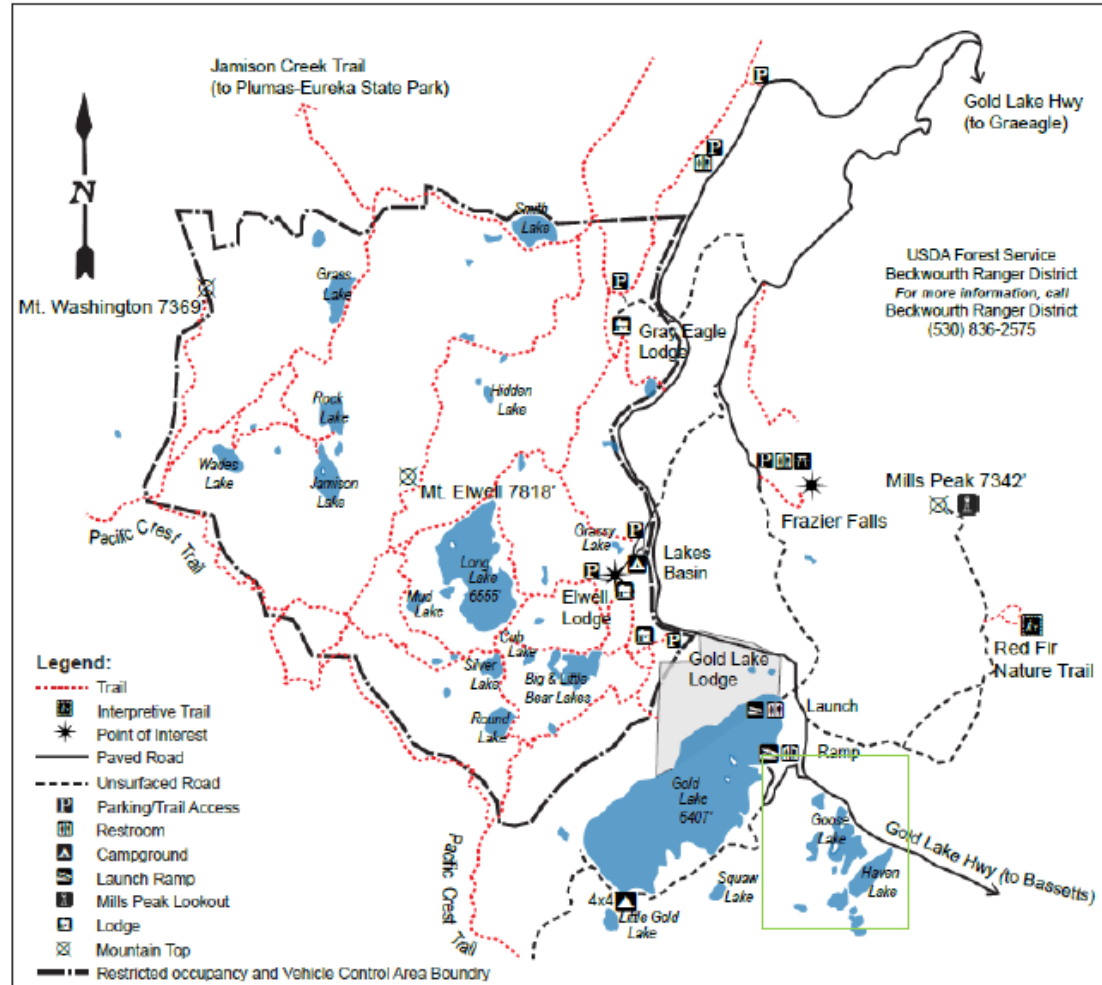 Jamison Creek Trail
(to Plumas-Eureka State Park)
P
Gold Lake Hwy
(to Graeagle)
P
N
South
Lake
USDA Forest Service
Beckwourth Ranger District
For more information, call
Beckwourth Ranger District
(530) 836-2575
Grass
Lake
P
Mt. Washington 7369
Gray Eagle
Lodge
Hidden
Lake
Rock
Lake
Wades
Lake
Jamison
Lake
Mt. Elwell 7818'
P
Frazier Falls
Mills Peak 7342'
Pacific Crest Trail
Grassy
Lake
P
Lakes
Basin
Long
Lake
6555'
P
Elwell
Lodge
Mud
Lake
Cub
Lake
P
Silver
Lake
Big & Little
Bear Lakes
Gold Lake
Lodge
Red Fir
Nature Trail
Round
Lake
Launch
Ramp
Gold
Lake
6407'
Goose
Lake
Gold Lake Hwy (to Bassetts)
Haven
Lake
Squaw
Lake
4x4
Little Gold
Lake
Pacific Crest Trail
Legend:
Trail
Interpretive Trail
Point of Interest
Paved Road
Unsurfaced Road
P Parking/Trail Access
Restroom
Campground
Launch Ramp
Mills Peak Lookout
Lodge
Mountain Top
Restricted occupancy and Vehicle Control Area Boundry